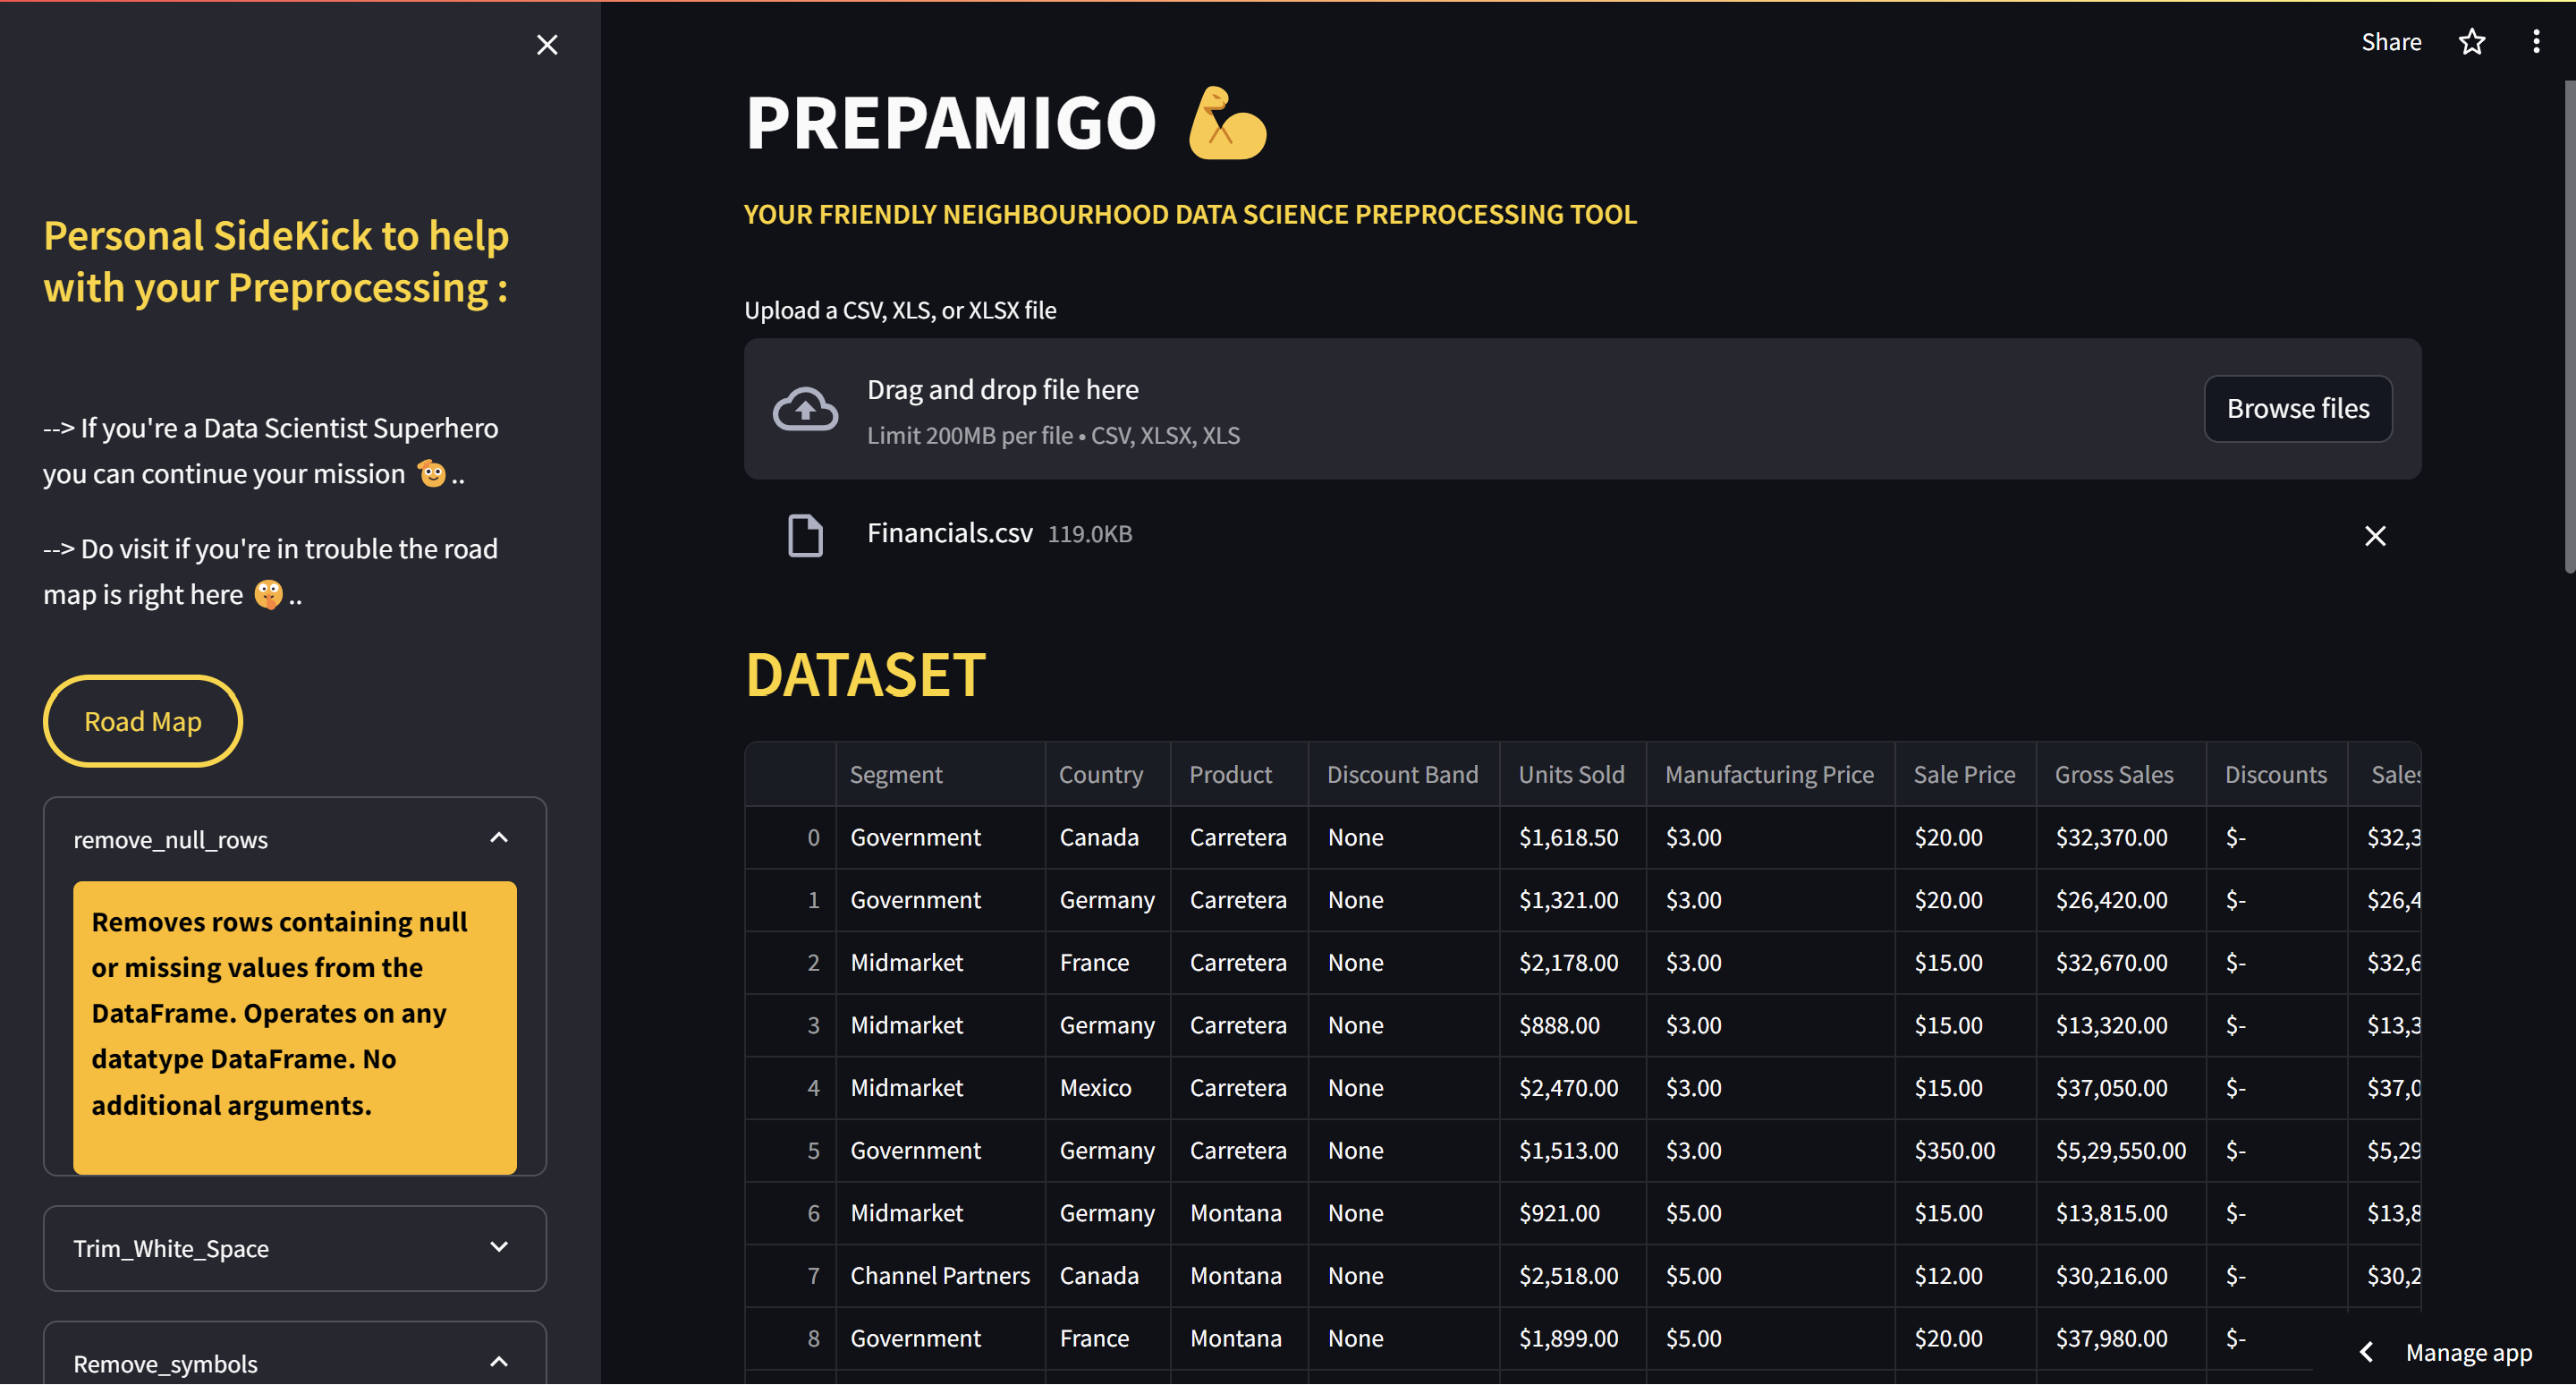 Share
PREPAMIGO
YOUR FRIENDLY NEIGHBOURHOOD DATA SCIENCE PREPROCESSING TOOL
Personal SideKick to help
with your Preprocessing :
--> If you're a Data Scientist Superhero
you can continue your mission ..
--> Do visit if you're in trouble the road
map is right here ..
Road Map
remove_null_rows
Removes rows containing null
or missing values from the
DataFrame. Operates on any
datatype DataFrame. No
additional arguments.
Trim_White_Space
Remove_symbols
Upload a CSV, XLS, or XLSX file
Drag and drop file here
Limit 200MB per file • CSV, XLSX, XLS
Browse files
Financials.csv 119.0KB
DATASET
Segment Country Product Discount Band Units Sold Manufacturing Price Sale Price Gross Sales Discounts Sales
0 Government Canada Carretera None $1,618.50 $3.00 $20.00 $32,370.00 $- $32,3
1 Government Germany Carretera None $1,321.00 $3.00 $20.00 $26,420.00 $- $26,4
2 Midmarket France Carretera None $2,178.00 $3.00 $15.00 $32,670.00 $- $32,6
3 Midmarket Germany Carretera None $888.00 $3.00 $15.00 $13,320.00 $- $13,3
4 Midmarket Mexico Carretera None $2,470.00 $3.00 $15.00 $37,050.00 $- $37,0
5 Government Germany Carretera None $1,513.00 $3.00 $350.00 $5,29,550.00 $- $5,29
6 Midmarket Germany Montana None $921.00 $5.00 $15.00 $13,815.00 $- $13,8
7 Channel Partners Canada Montana None $2,518.00 $5.00 $12.00 $30,216.00 $- $30,2
8 Government France Montana None $1,899.00 $5.00 $20.00 $37,980.00 $-
Manage app